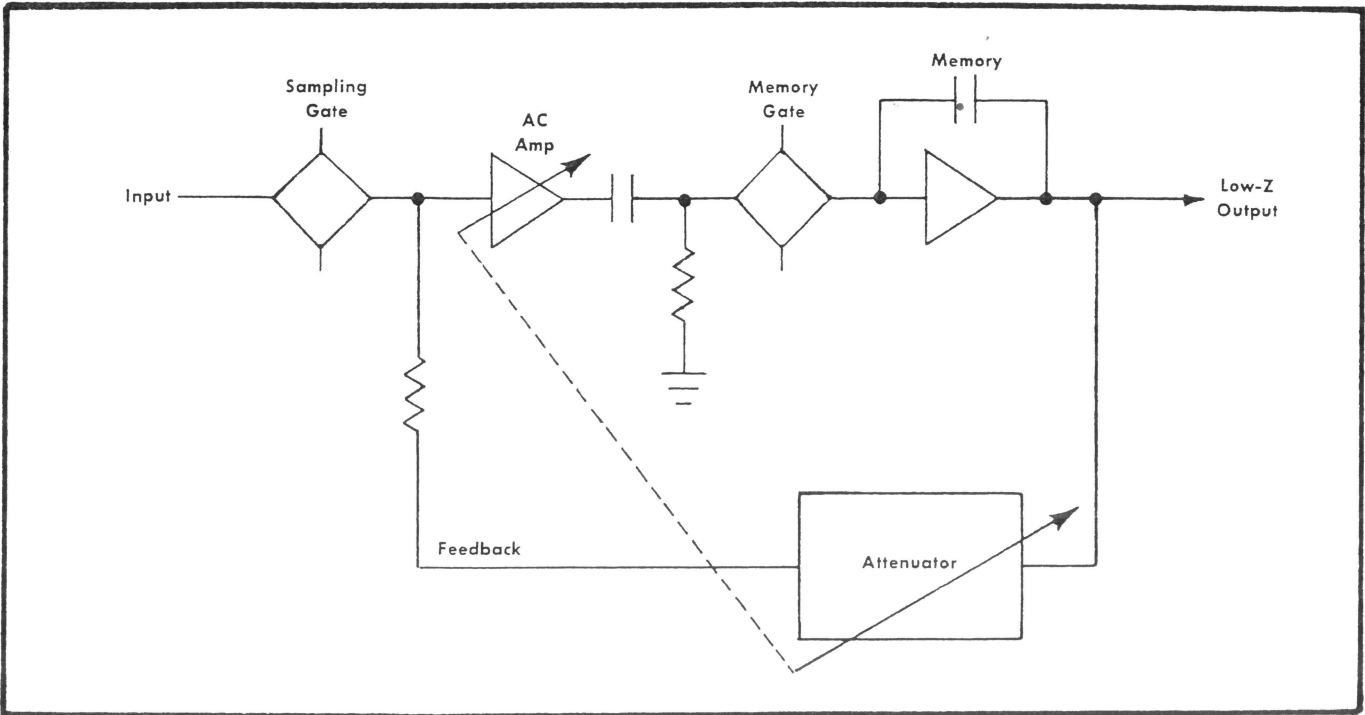 Sampling
Gate
AC
Amp
Memory
Gate
Memory
Input
Low-Z
Output
Feedback
Attenuator